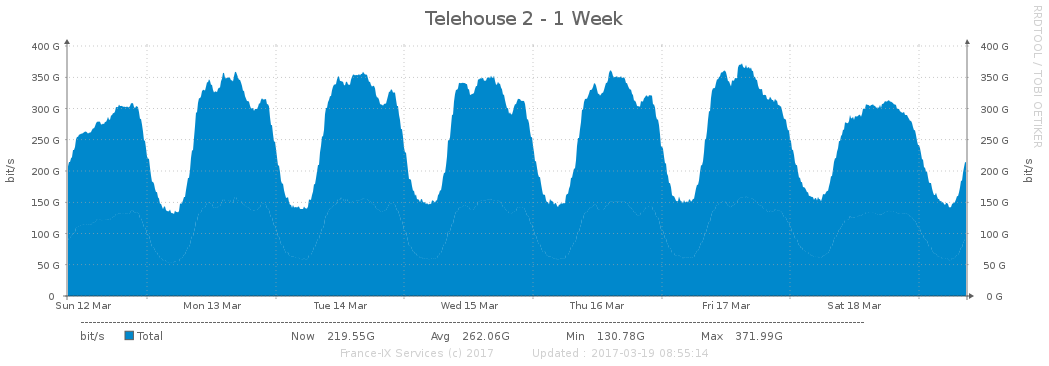 Telehouse 2 - 1 Week
RRDTOOL / TOBI OETIKER
bit/s
400 G
350 G
300 G
250 G
200 G
150 G
100 G
50 G
0
400 G
350 G
300 G
250 G
200 G
150 G
100 G
50 G
0 G
bit/s
Sun 12 Mar Mon 13 Mar Tue 14 Mar Wed 15 Mar Thu 16 Mar Fri 17 Mar Sat 18 Mar
bit/s Total Now 219.55G Avg 262.06G Min 130.78G Max 371.99G
France-IX Services (c) 2017 Updated : 2017-03-19 08:55:14